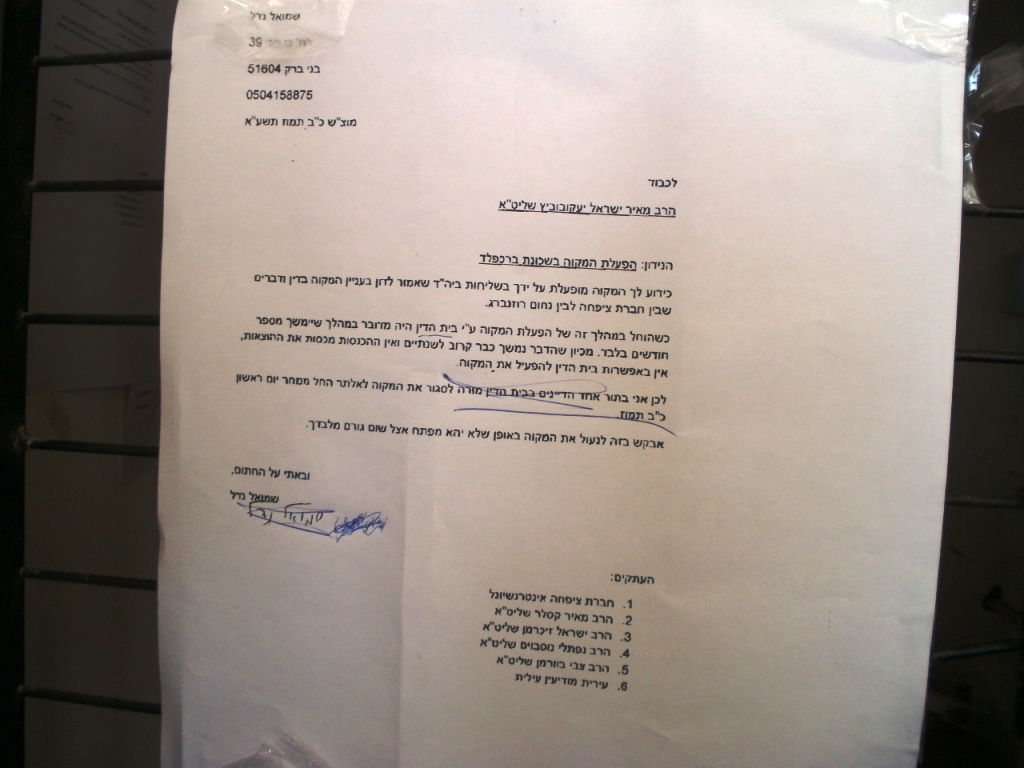 שמואל נדל
39
בני ברק 51604
0504158875
מוצ"ש כ"ב תמוז תשע"א
לכבוד
הרב מאיר ישראל יעקובוביץ שליט"א
הנידון: הפעלת המקוה בשכונת ברכפלד
כידוע לך המקוה מופעלת על ידך בשליחות ביה"ד שאמור לדון בעניין המקוה בדין ודברים
שבין חברת ציפחה לבין נחום רוזנברג.
כשהוחל במהלך זה של הפעלת המקוה ע"י בית הדין היה מדובר במהלך שיימשך מספר
חודשים בלבד. מכיון שהדבר נמשך כבר קרוב לשנתיים ואין ההכנסות מכסות את ההוצאות,
אין באפשרות בית הדין להפעיל את המקוה.
לכן אני בתור אחד הדיינים בבית הדין מורה לסגור את המקוה לאלתר החל ממחר יום ראשון
כ"ב תמוז.
אבקש בזה לנעול את המקוה באופן שלא יהא מפתח אצל שום גורם מלבדך.
ובאתי על החתום,
שמואל נדל
שמואל נדל
העתקים:
1. חברת ציפחה אינטרנשיונל
2. הרב מאיר קסלר שליט"א
3. הרב ישראל זיכרמן שליט"א
4. הרב נפתלי נוסבוים שליט"א
5. הרב צבי בוורמן שליט"א
6. עירית מודיעין עילית